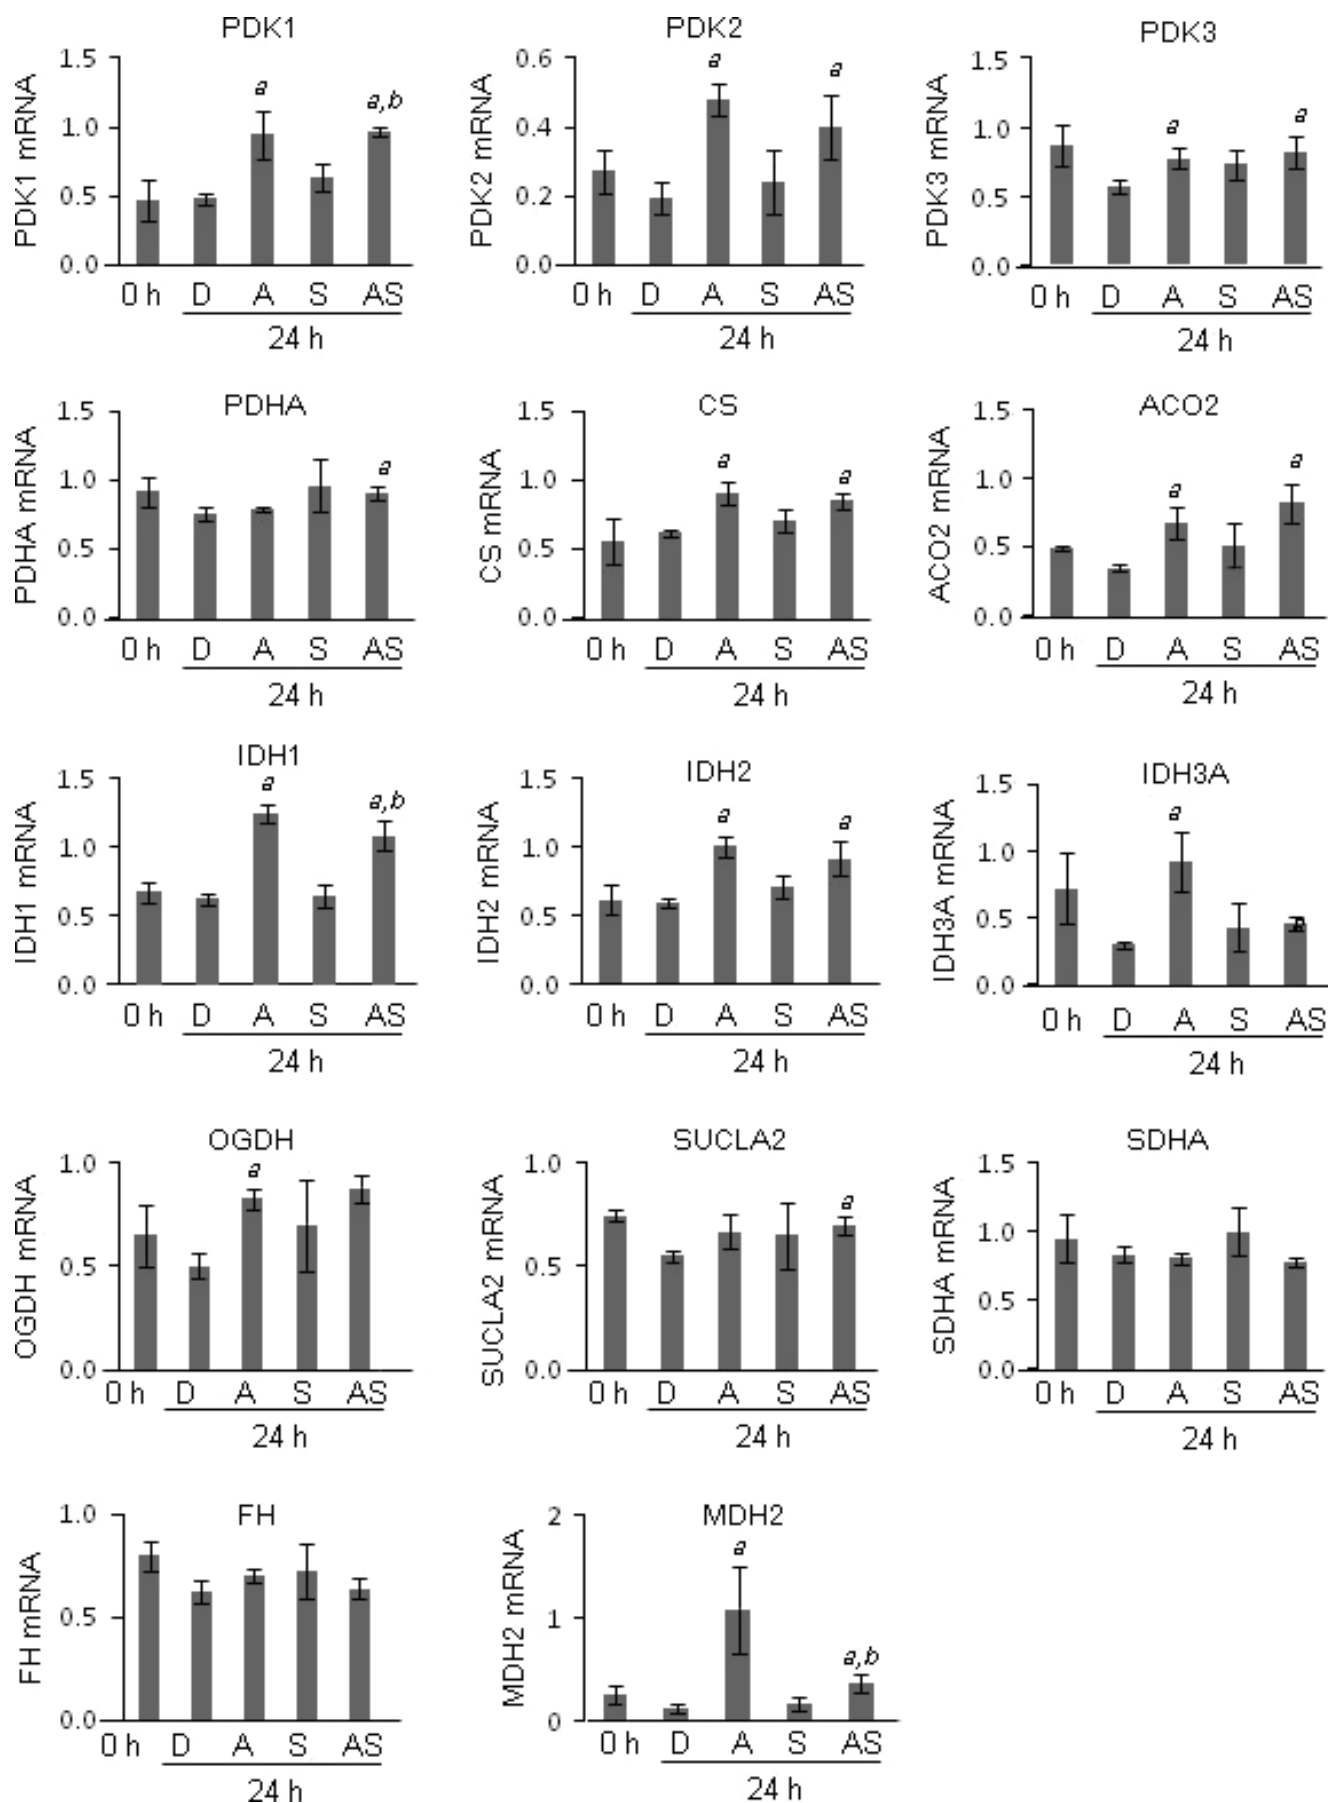 PDK1
PDK1 mRNA
1.5
1.0
0.5
0.0
a
a,b
0 h D A S AS
24 h
PDK2
PDK2 mRNA
0.6
0.4
0.2
0.0
a
a
0 h D A S AS
24 h
PDK3
PDK3 mRNA
1.5
1.0
0.5
0.0
a
a
0 h D A S AS
24 h
PDHA
PDHA mRNA
1.5
1.0
0.5
0.0
a
0 h D A S AS
24 h
CS
CS mRNA
1.5
1.0
0.5
0.0
a
a
0 h D A S AS
24 h
ACO2
ACO2 mRNA
1.5
1.0
0.5
0.0
a
a
0 h D A S AS
24 h
IDH1
IDH1 mRNA
1.5
1.0
0.5
0.0
a
a,b
0 h D A S AS
24 h
IDH2
IDH2 mRNA
1.5
1.0
0.5
0.0
a
a
0 h D A S AS
24 h
IDH3A
IDH3A mRNA
1.5
1.0
0.5
0.0
a
0 h D A S AS
24 h
OGDH
OGDH mRNA
1.0
0.5
0.0
a
0 h D A S AS
24 h
SUCLA2
SUCLA2 mRNA
1.0
0.5
0.0
a
0 h D A S AS
24 h
SDHA
SDHA mRNA
1.5
1.0
0.5
0.0
0 h D A S AS
24 h
FH
FH mRNA
1.0
0.5
0.0
0 h D A S AS
24 h
MDH2
MDH2 mRNA
2
1
0
a
a,b
0 h D A S AS
24 h